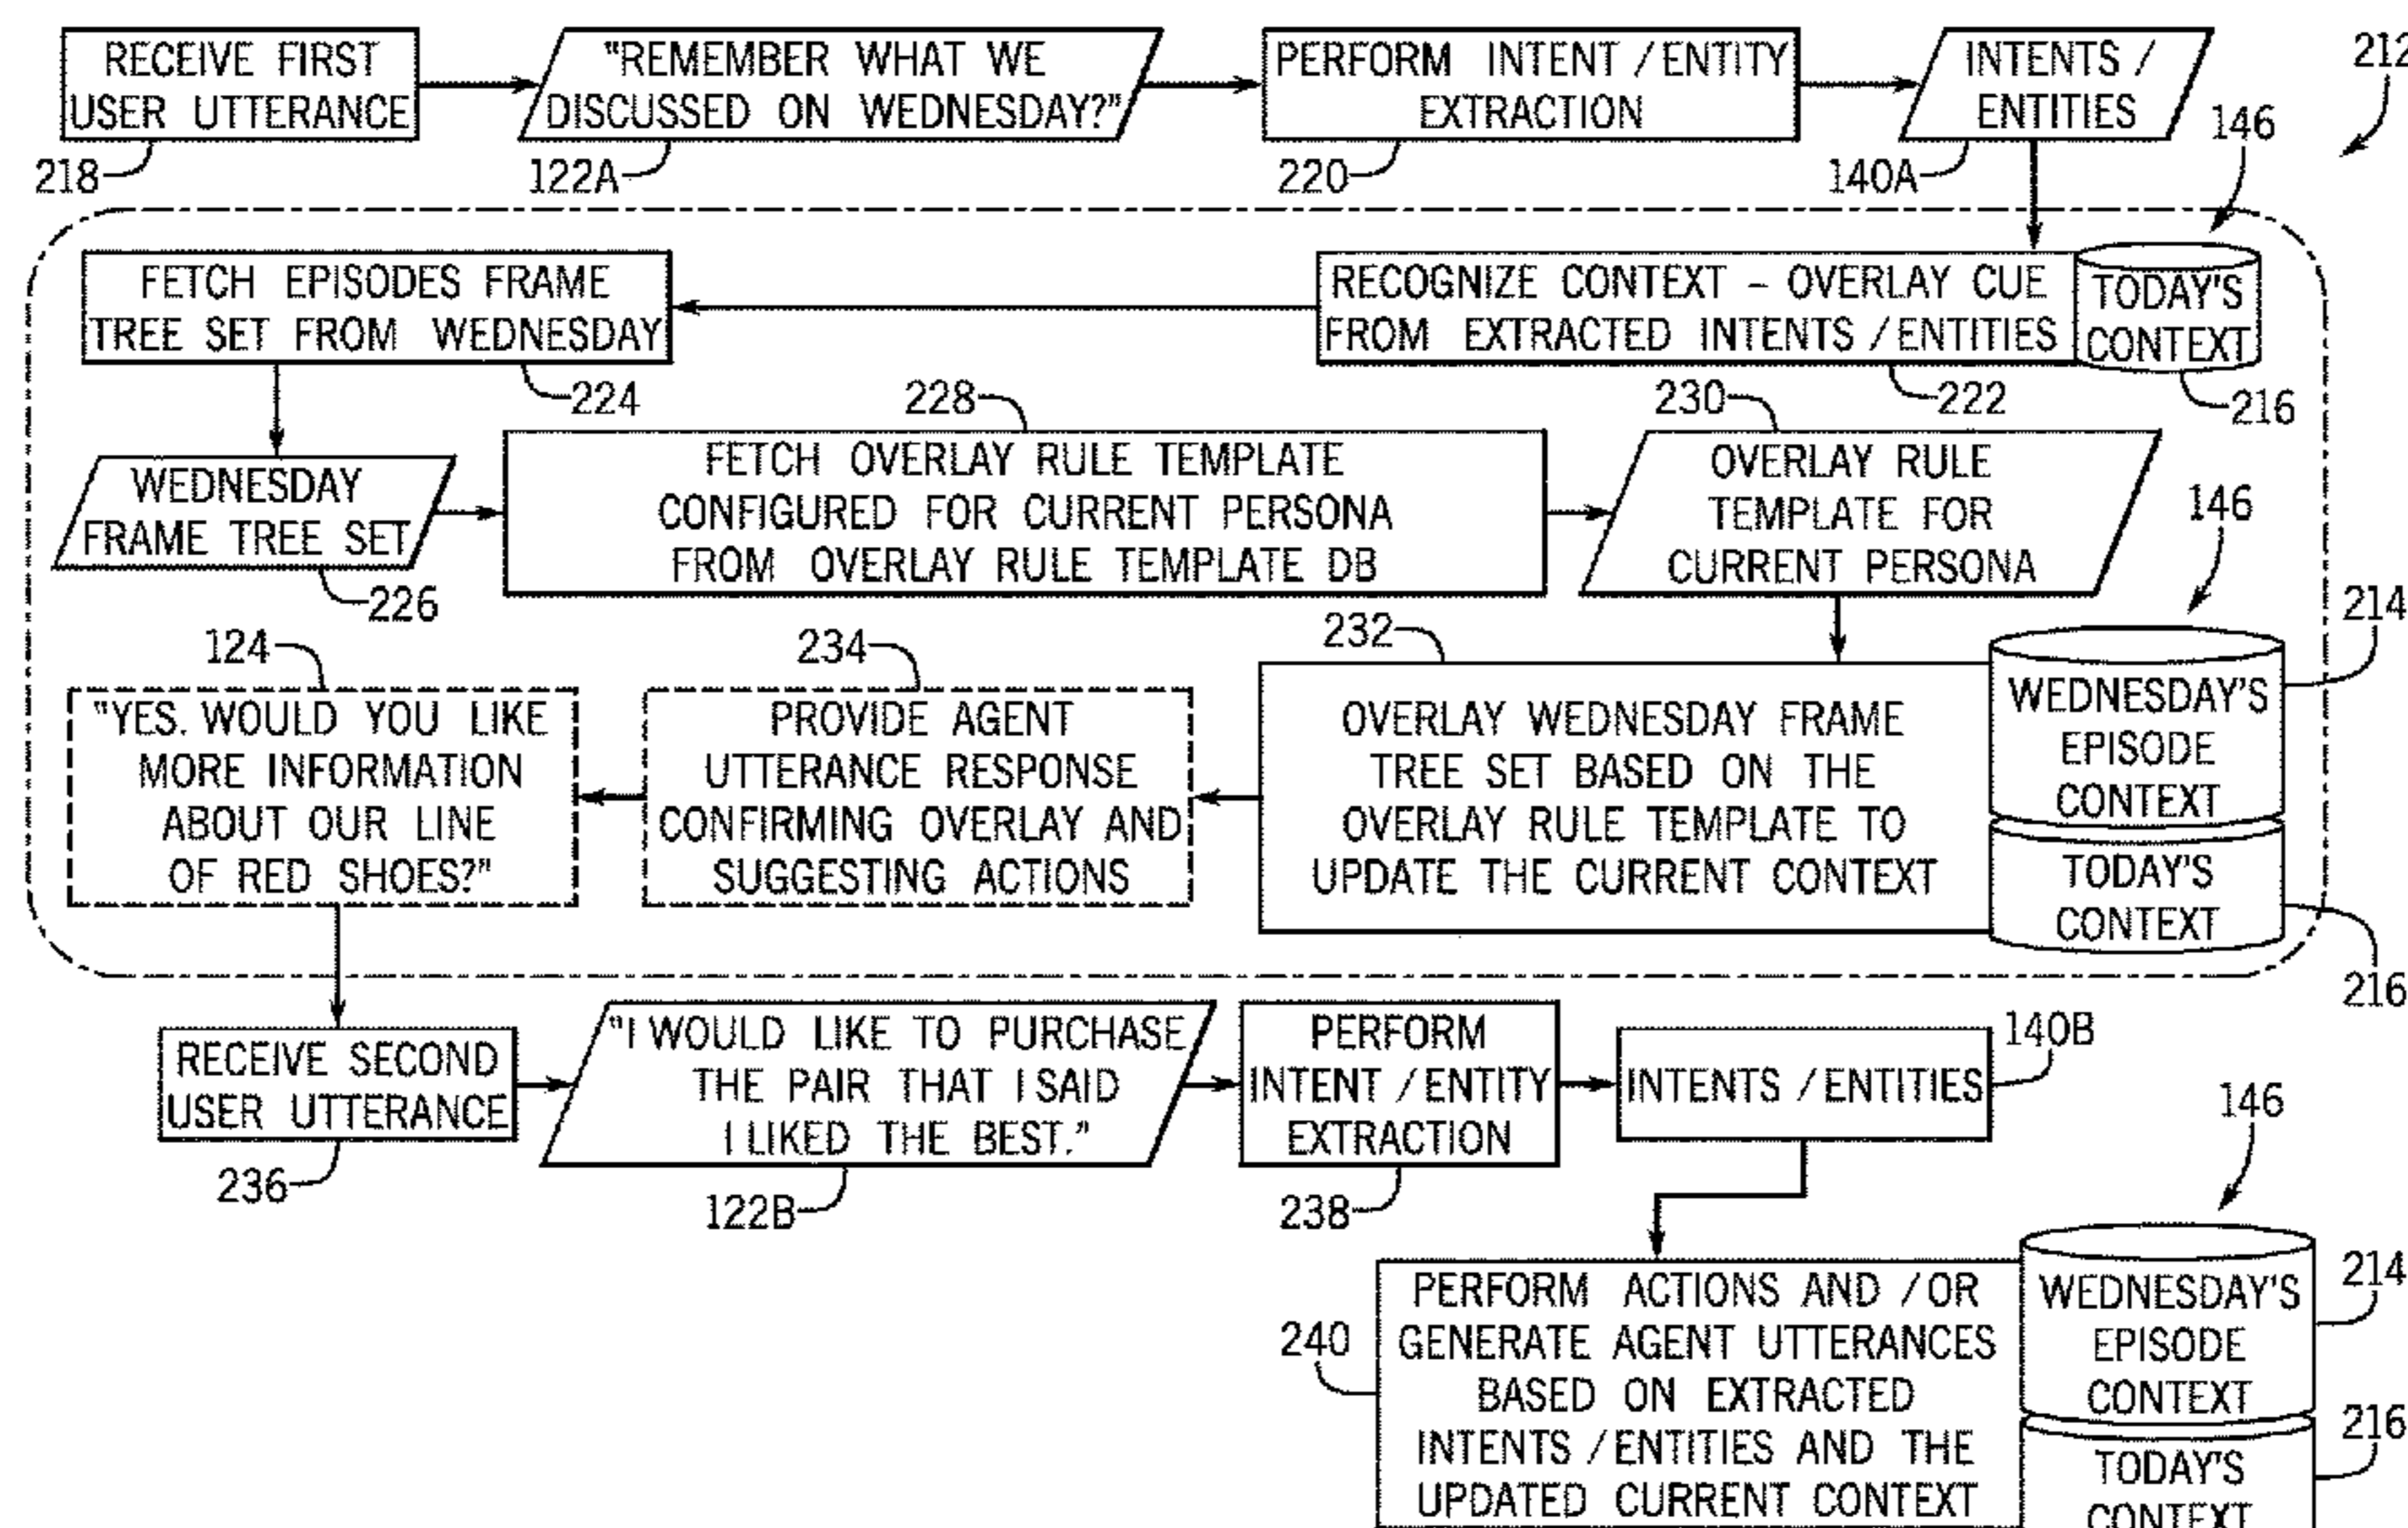 RECEIVE FIRST
USER UTTERANCE
218
"REMEMBER WHAT WE
DISCUSSED ON WEDNESDAY?"
122A
PERFORM INTENT / ENTITY
EXTRACTION
220
INTENTS /
ENTITIES
140A
146
212
FETCH EPISODES FRAME
TREE SET FROM WEDNESDAY
224
RECOGNIZE CONTEXT - OVERLAY CUE
FROM EXTRACTED INTENTS / ENTITIES
222
TODAY'S
CONTEXT
216
WEDNESDAY
FRAME TREE SET
226
228
FETCH OVERLAY RULE TEMPLATE
CONFIGURED FOR CURRENT PERSONA
FROM OVERLAY RULE TEMPLATE DB
230
OVERLAY RULE
TEMPLATE FOR
CURRENT PERSONA
146
214
124
"YES. WOULD YOU LIKE
MORE INFORMATION
ABOUT OUR LINE
OF RED SHOES?"
234
PROVIDE AGENT
UTTERANCE RESPONSE
CONFIRMING OVERLAY AND
SUGGESTING ACTIONS
232
OVERLAY WEDNESDAY FRAME
TREE SET BASED ON THE
OVERLAY RULE TEMPLATE TO
UPDATE THE CURRENT CONTEXT
WEDNESDAY'S
EPISODE
CONTEXT
TODAY'S
CONTEXT
216
RECEIVE SECOND
USER UTTERANCE
236
"I WOULD LIKE TO PURCHASE
THE PAIR THAT I SAID
I LIKED THE BEST."
122B
PERFORM
INTENT / ENTITY
EXTRACTION
238
INTENTS / ENTITIES
140B
146
240
PERFORM ACTIONS AND / OR
GENERATE AGENT UTTERANCES
BASED ON EXTRACTED
INTENTS / ENTITIES AND THE
UPDATED CURRENT CONTEXT
WEDNESDAY'S
EPISODE
CONTEXT
214
TODAY'S
CONTEXT
216